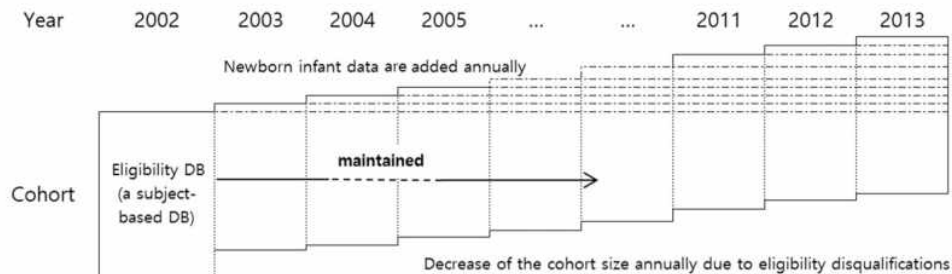 Year 2002 2003 2004 2005 ... ... 2011 2012 2013
Newborn infant data are added annually
maintained
Eligibility DB
(a subject-
based DB)
Cohort
Decrease of the cohort size annually due to eligibility disqualifications